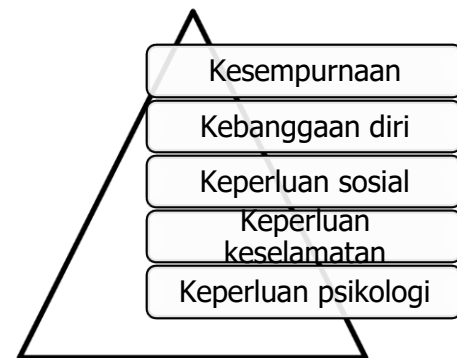 Kesempurnaan
Kebanggaan diri
Keperluan sosial
Keperluan
keselamatan
Keperluan psikologi